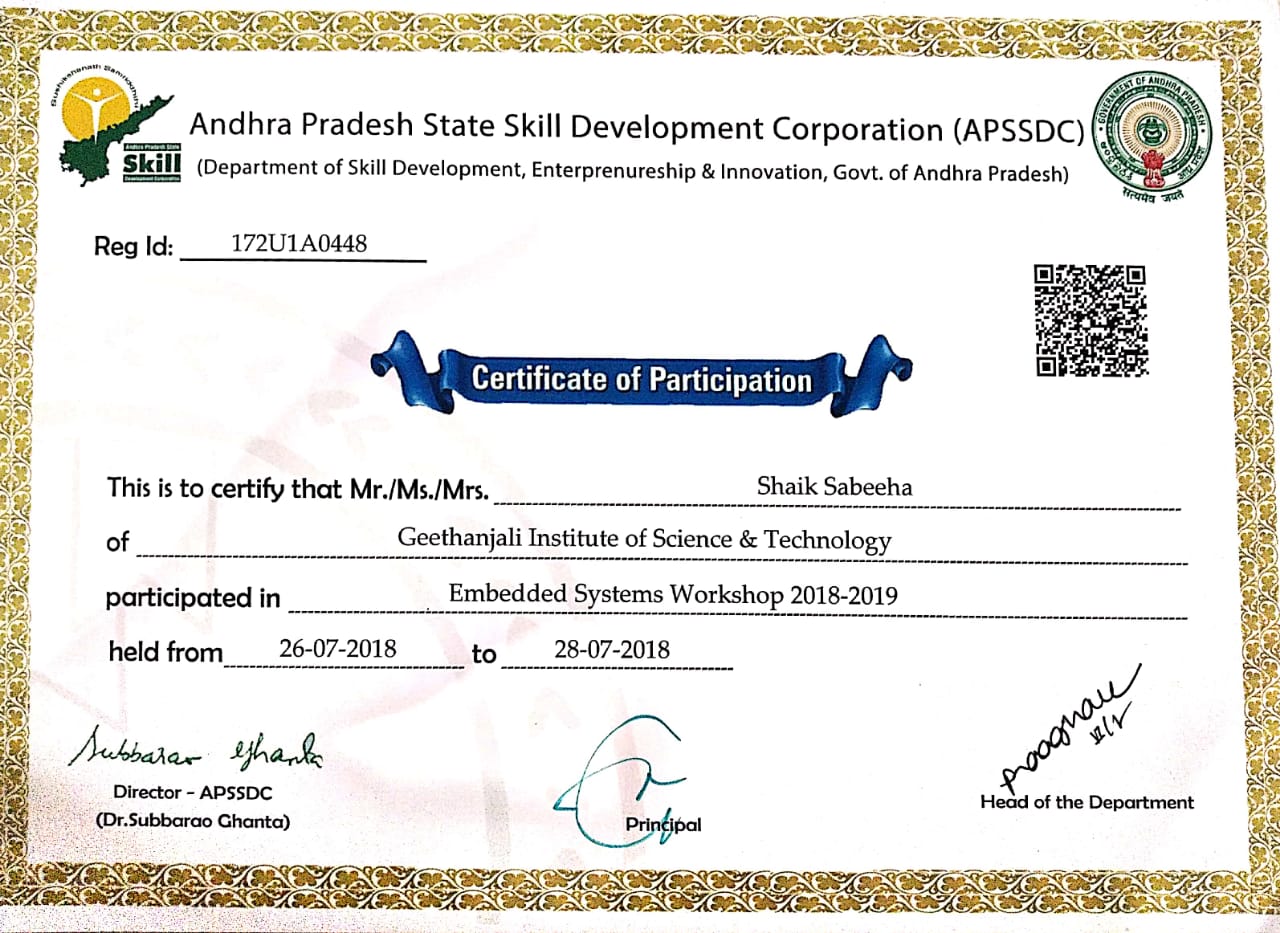 Andhra Pradesh State
Skill
Development Corporation
Andhra Pradesh State Skill Development Corporation (APSSDC)
(Department of Skill Development, Enterprenureship & Innovation, Govt. of Andhra Pradesh)
GOVERNMENT OF ANDHRA PRADESH
सत्यमेव जयते
Reg Id: 172U1A0448
Certificate of Participation
This is to certify that Mr./Ms./Mrs. Shaik Sabeeha
of Geethanjali Institute of Science & Technology
participated in Embedded Systems Workshop 2018-2019
held from 26-07-2018 to 28-07-2018
Subbarao Ghanta
Director - APSSDC
(Dr.Subbarao Ghanta)
Principal
Head of the Department